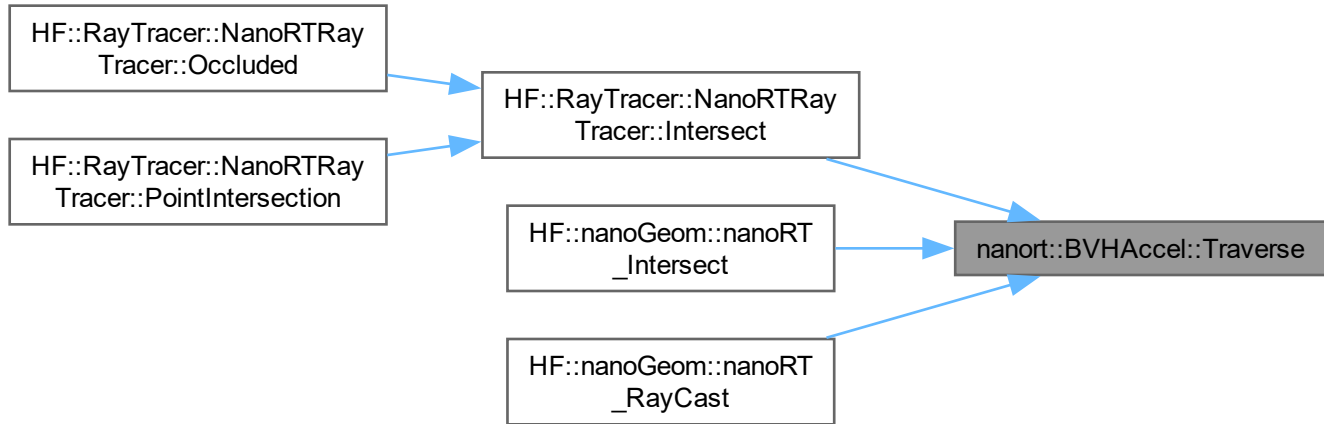 HF::RayTracer::NanoRTRay
Tracer::Occluded
HF::RayTracer::NanoRTRay
Tracer::PointIntersection
HF::RayTracer::NanoRTRay
Tracer::Intersect
HF::nanoGeom::nanoRT
_Intersect
HF::nanoGeom::nanoRT
_RayCast
nanort::BVHAccel::Traverse